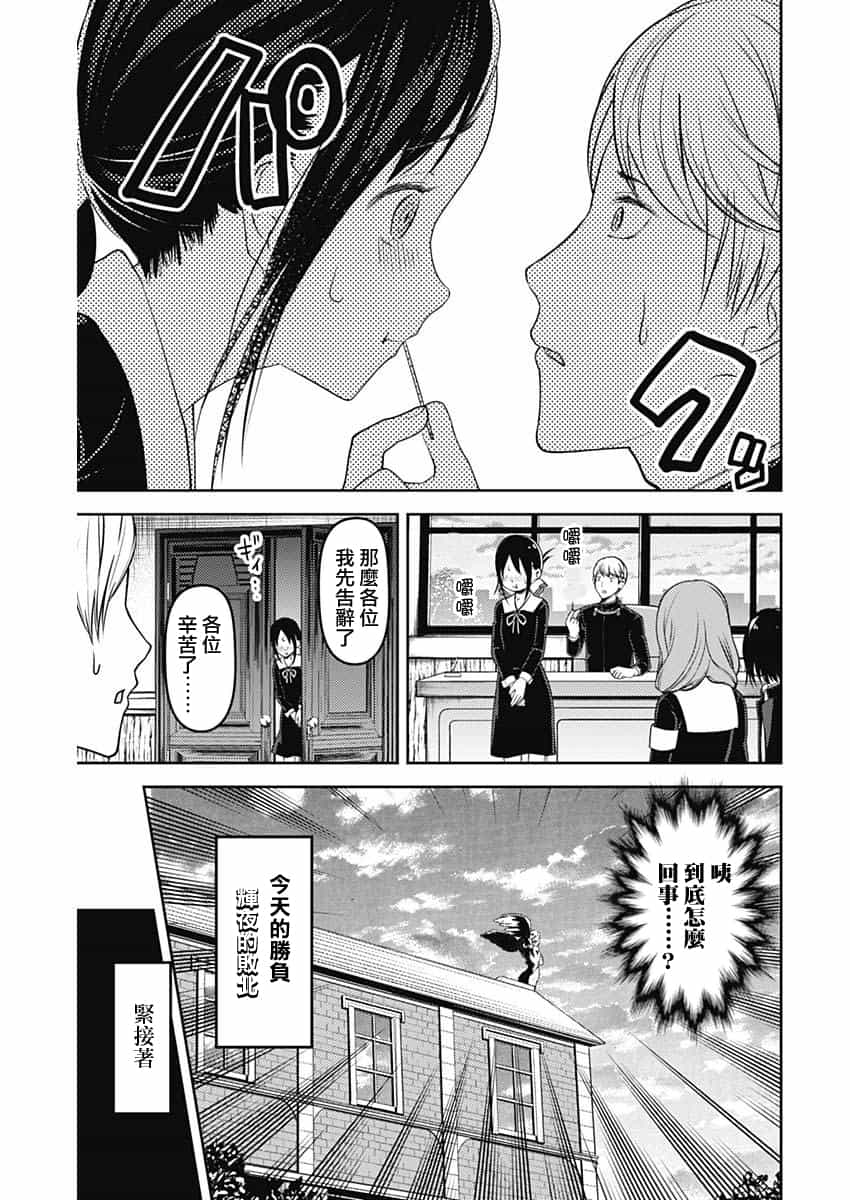 パ
クッ
嚼嚼
嚼嚼
那麼各位
我先告辭了
各位
辛苦了……
ギィ…
咦
到底怎麼
回事……?
今天的勝負
輝夜的敗北
緊接著